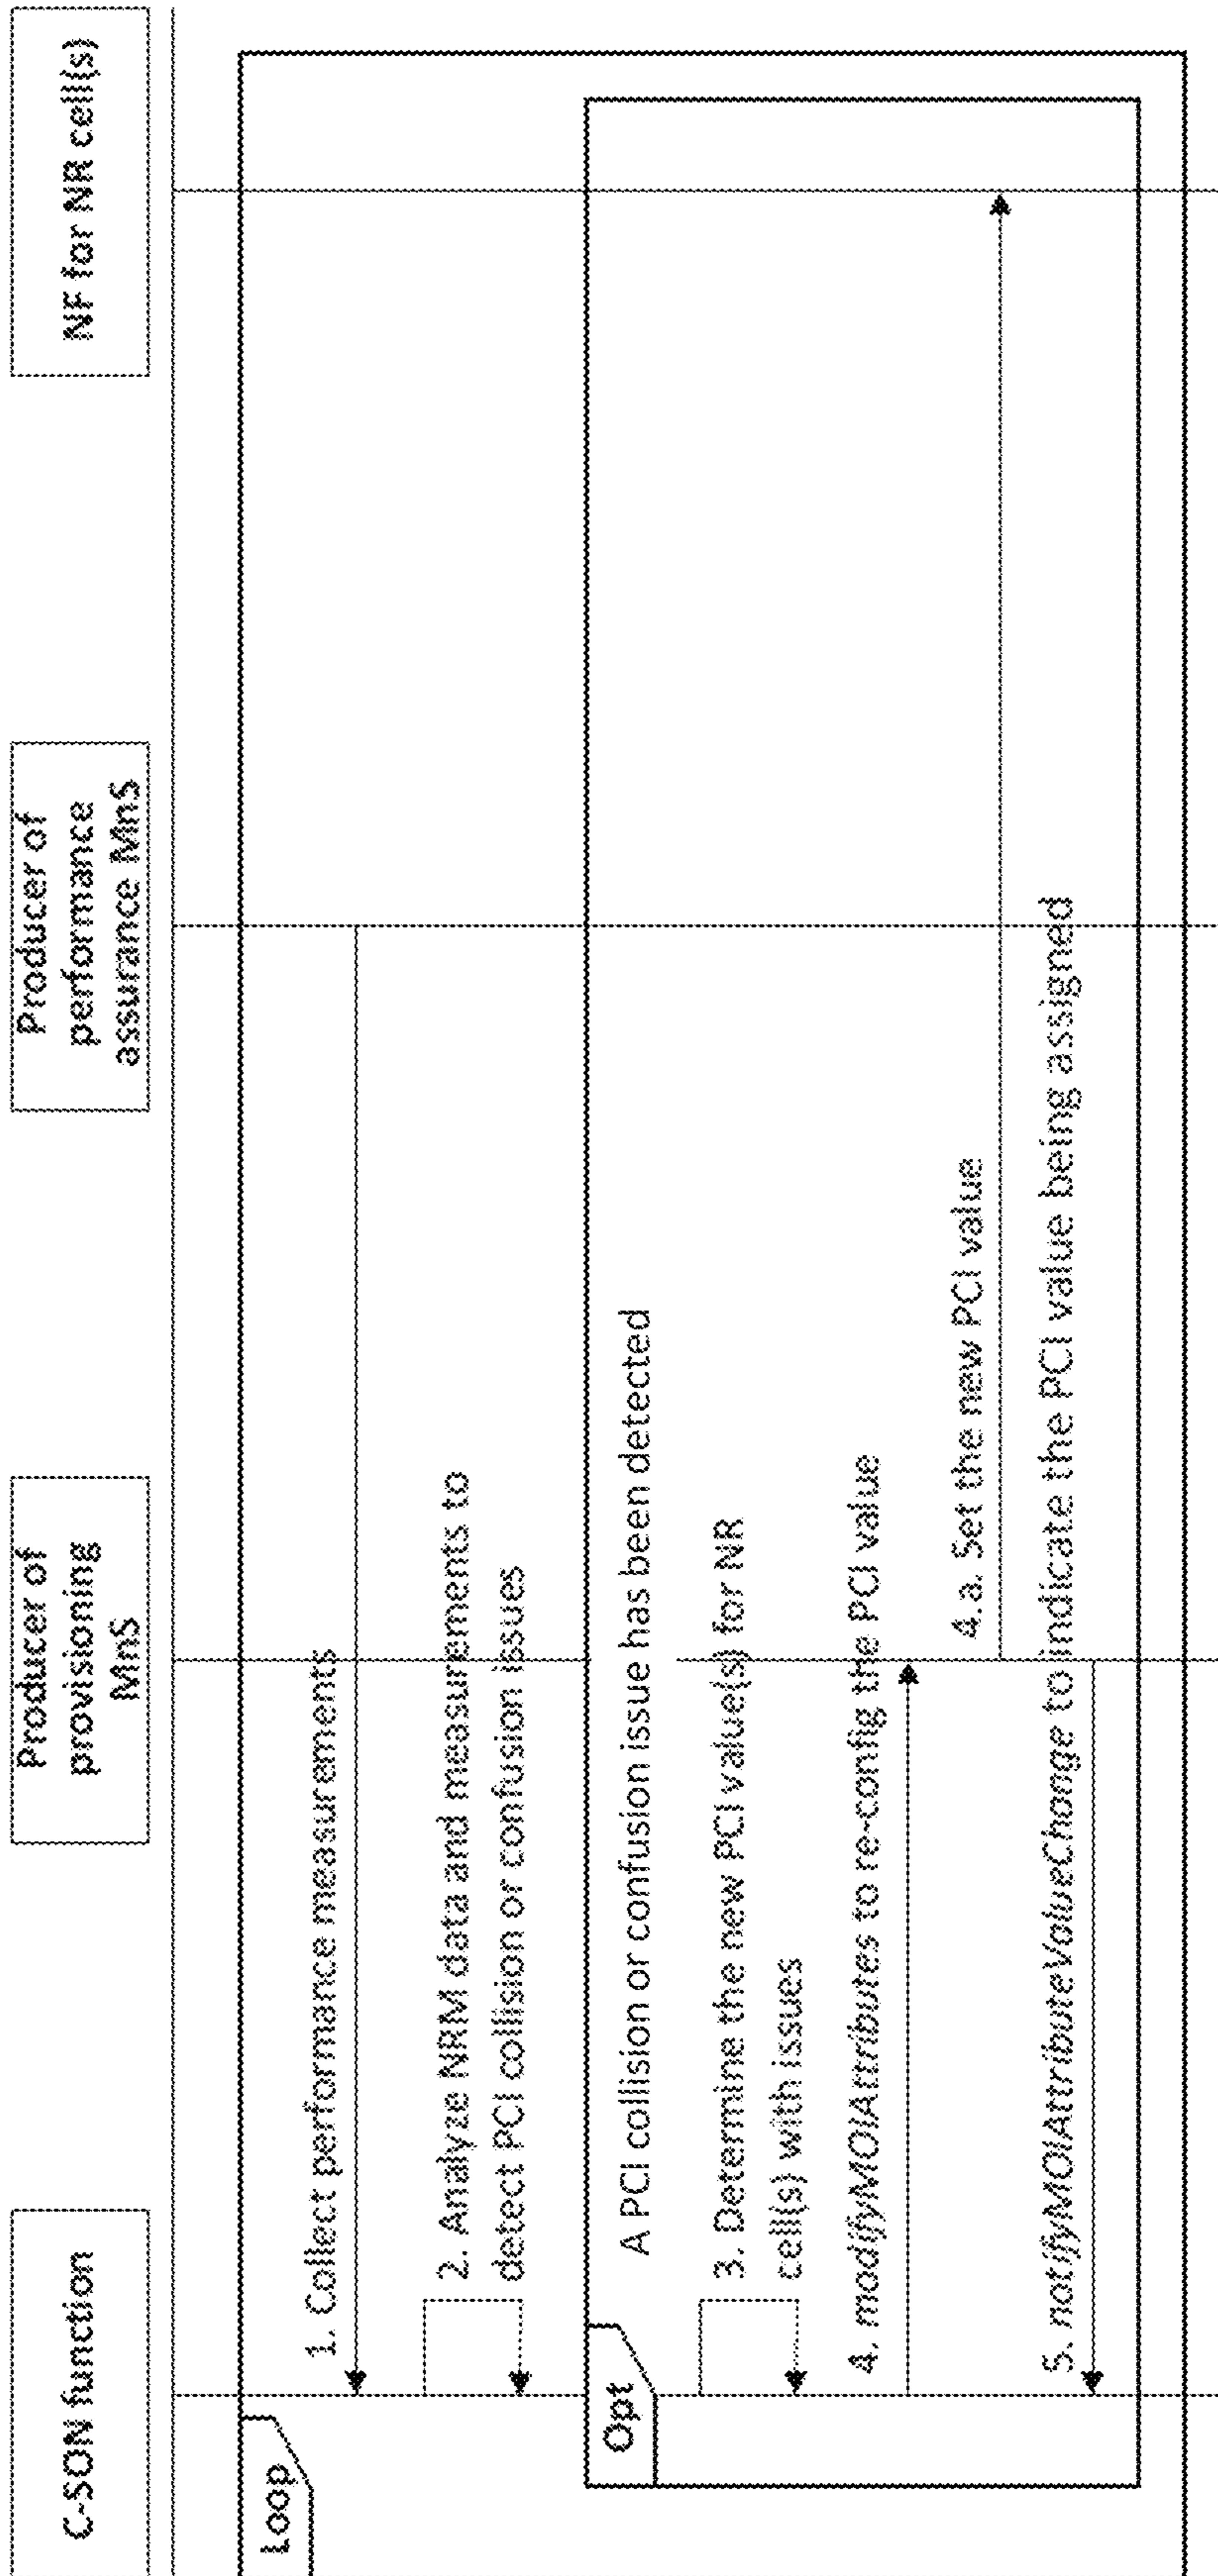 C-SON function
Producer of
provisioning
MnS
Producer of
performance
assurance MnS
NF for NR cell(s)
Loop
1. Collect performance measurements
2. Analyze NRM data and measurements to
detect PCI collision or confusion issues
Opt
A PCI collision or confusion issue has been detected
3. Determine the new PCI value(s) for NR
cell(s) with issues
4. modifyMOIAttributes to re-config the PCI value
4.a. Set the new PCI value
5. notifyMOIAttributeValueChange to indicate the PCI value being assigned